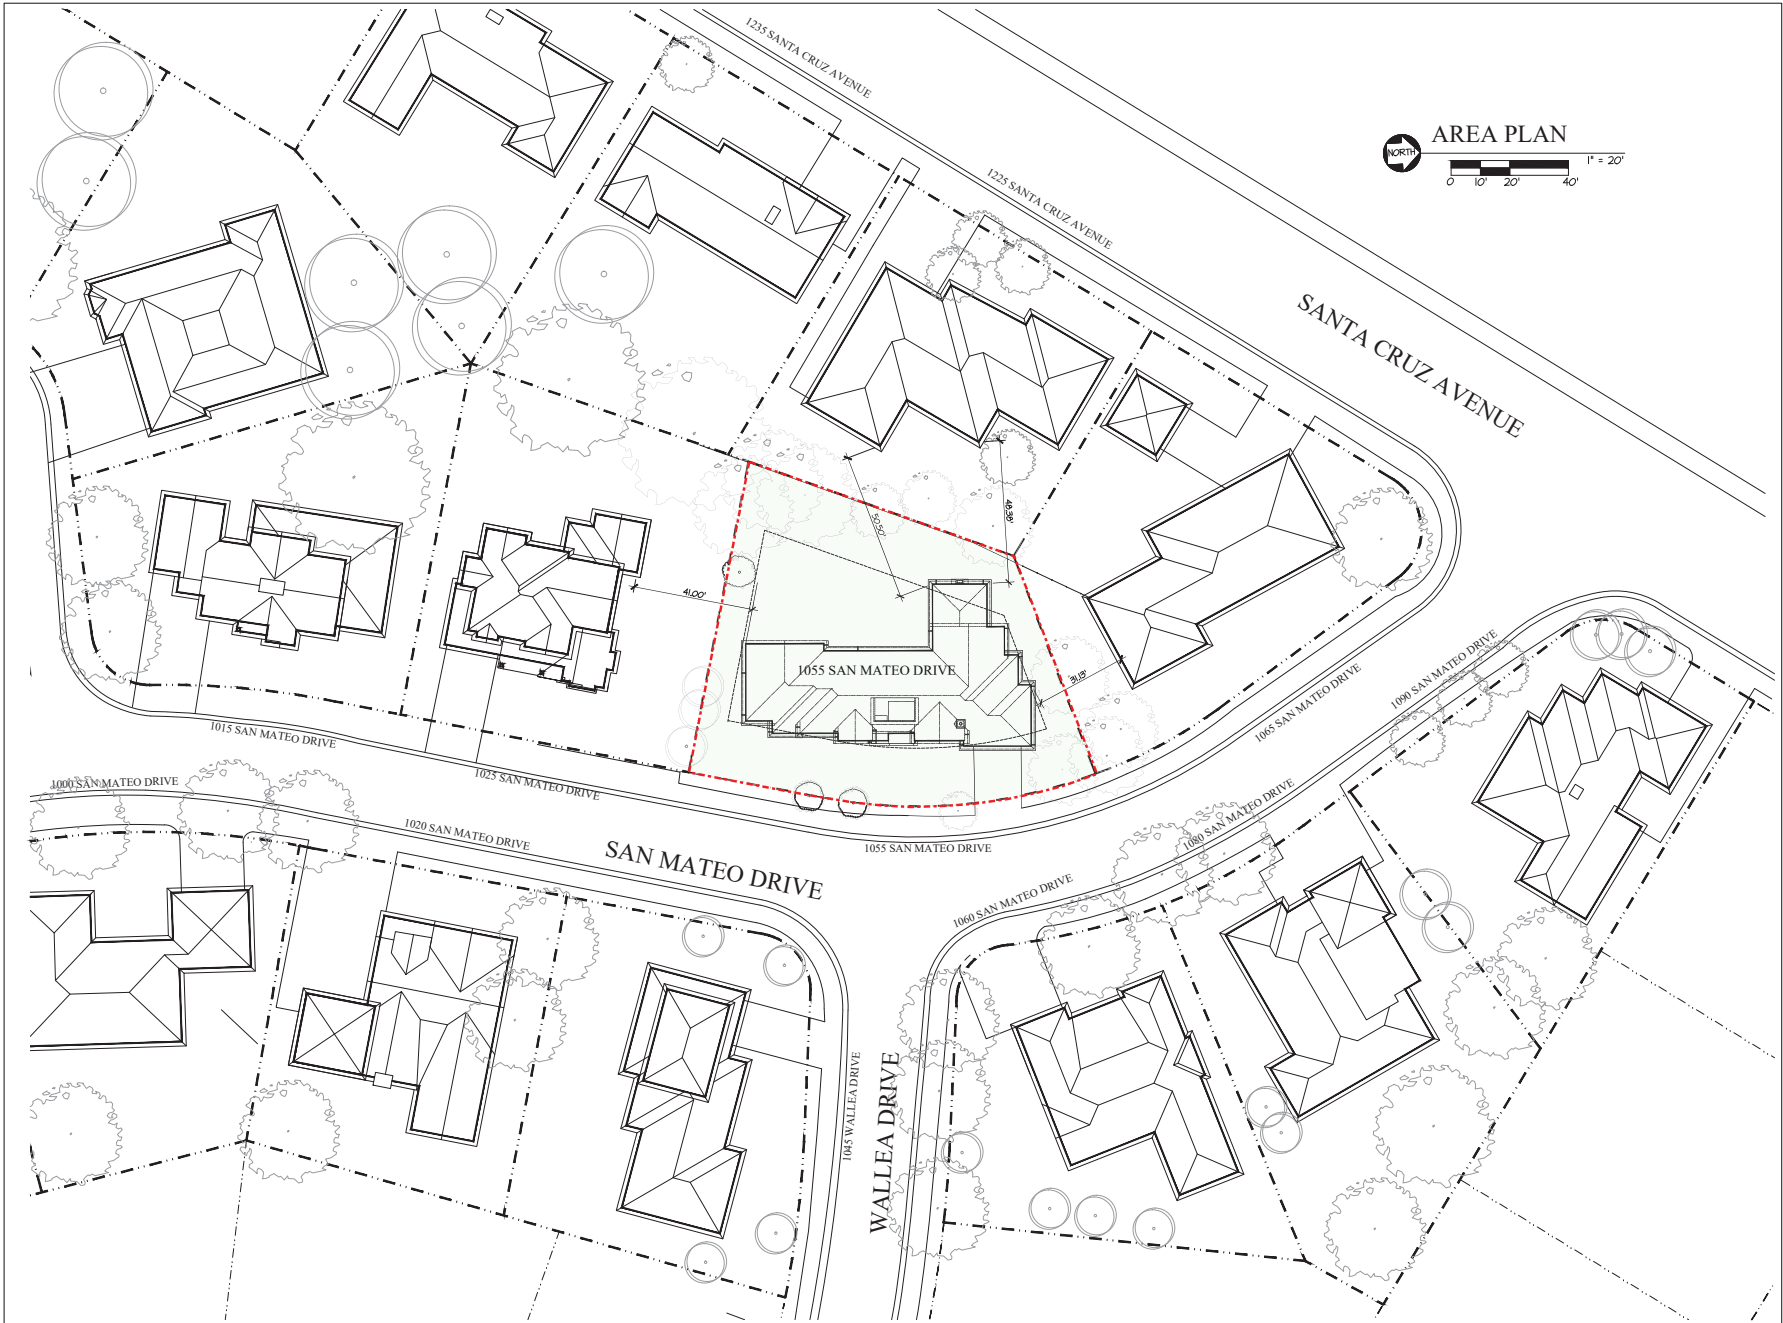 1235 SANTA CRUZ AVENUE
AREA PLAN
NORTH
1" = 20'
0 10' 20' 40'
1225 SANTA CRUZ AVENUE
SANTA CRUZ AVENUE
50.50'
48.38'
41.00'
1055 SAN MATEO DRIVE
31.13'
1090 SAN MATEO DRIVE
1065 SAN MATEO DRIVE
1015 SAN MATEO DRIVE
1025 SAN MATEO DRIVE
1000 SAN MATEO DRIVE
1080 SAN MATEO DRIVE
1020 SAN MATEO DRIVE
SAN MATEO DRIVE
1055 SAN MATEO DRIVE
1060 SAN MATEO DRIVE
1045 WALLEA DRIVE
WALLEA DRIVE